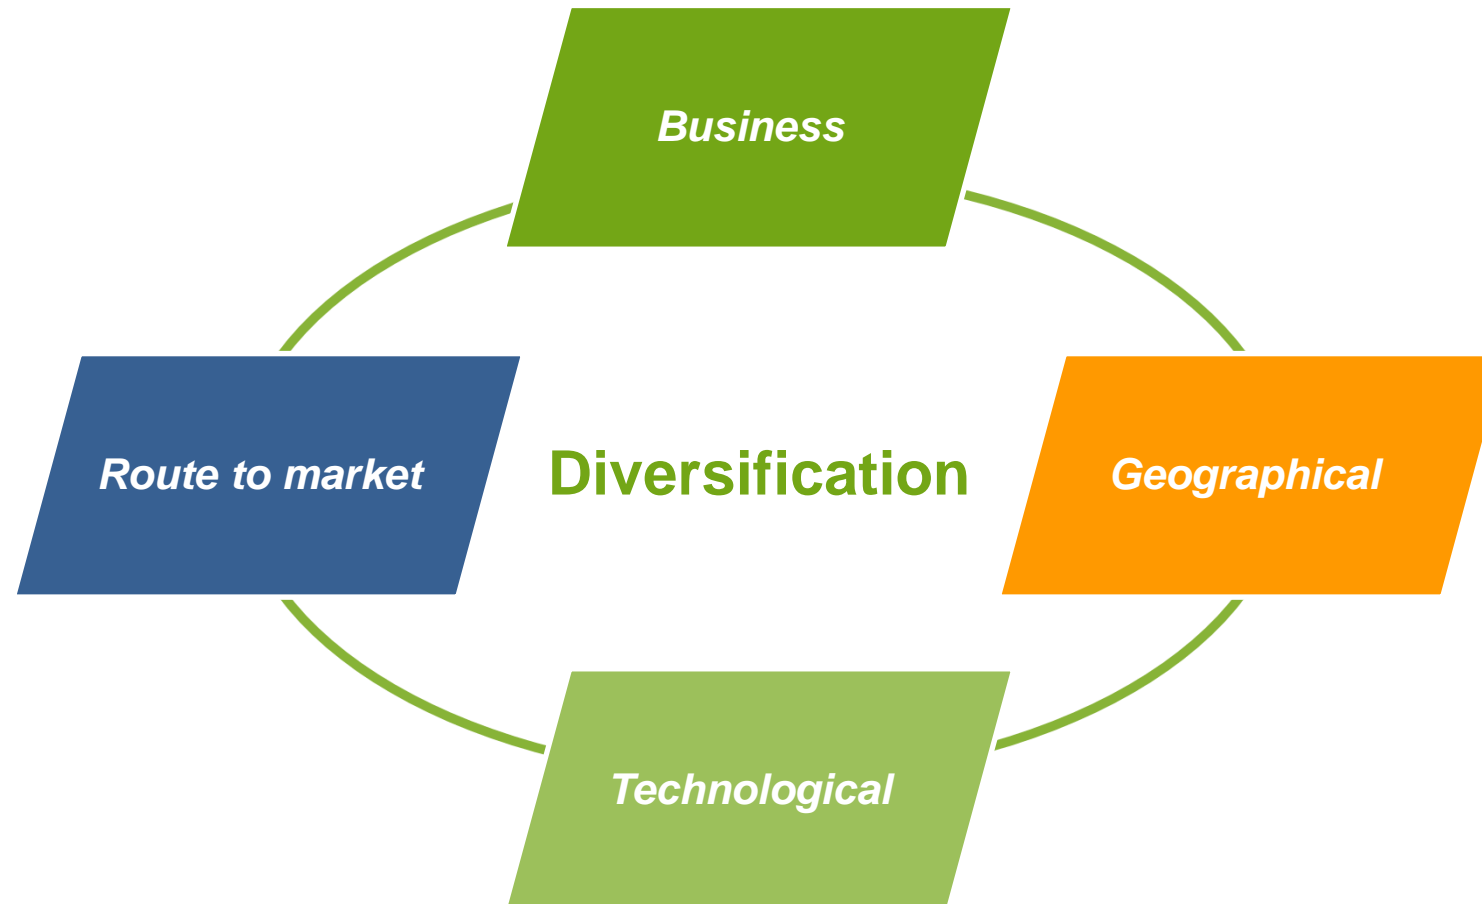 Business
Route to market
Diversification
Geographical
Technological